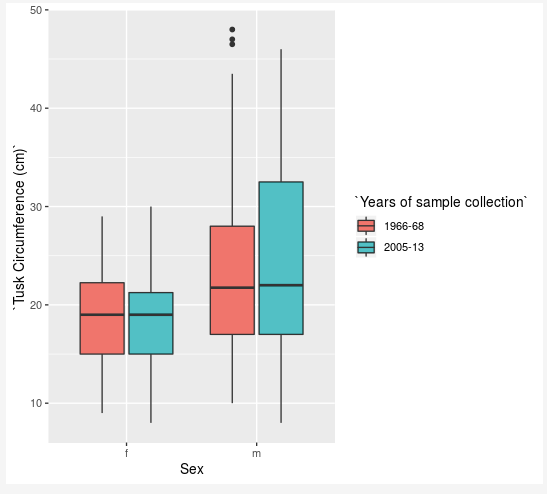 50
40
30
20
10
`Tusk Circumference (cm)`
f
m
Sex
`Years of sample collection`
1966-68
2005-13